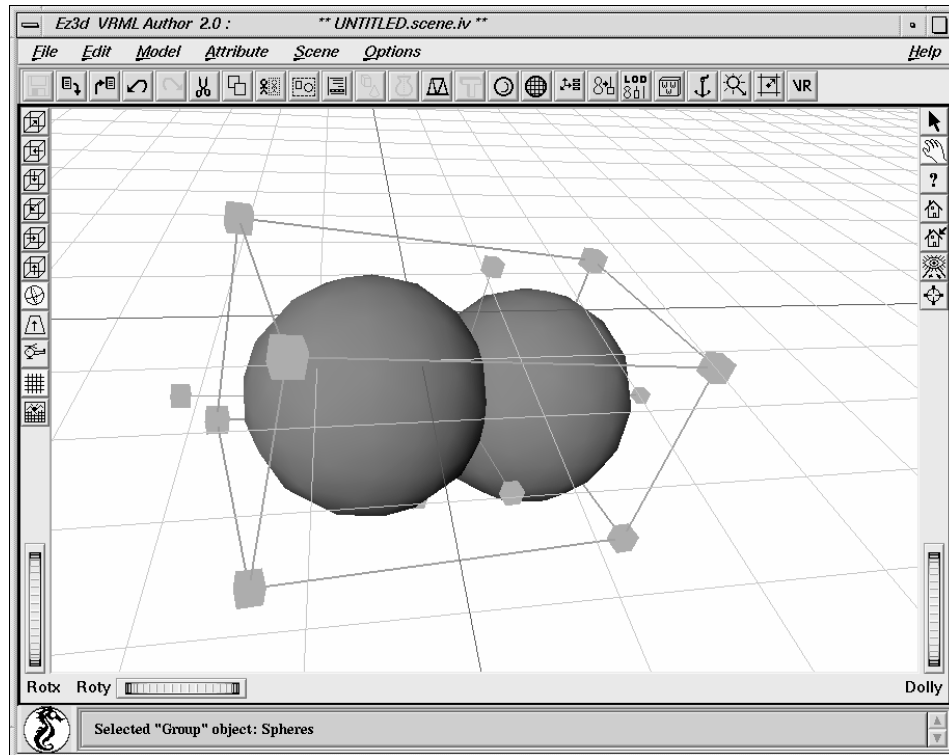 Ez3d VRML Author 2.0 : ** UNTITLED.scene.iv **
File Edit Model Attribute Scene Options Help
LOD VR
?
Rotx Roty Dolly
Selected "Group" object: Spheres